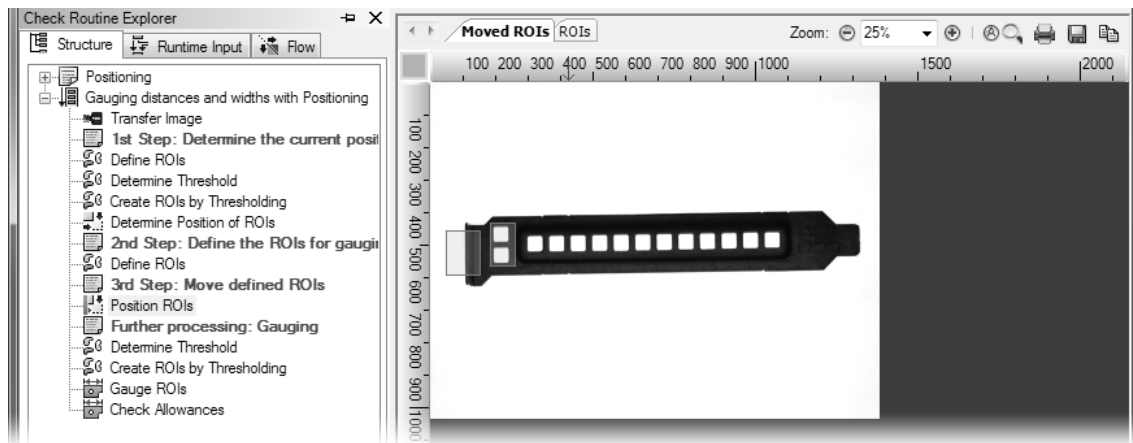 Check Routine Explorer
Structure Runtime Input Flow
Positioning
Gauging distances and widths with Positioning
Transfer Image
1st Step: Determine the current posit
Define ROIs
Determine Threshold
Create ROIs by Thresholding
Determine Position of ROIs
2nd Step: Define the ROIs for gaugin
Define ROIs
3rd Step: Move defined ROIs
Position ROIs
Further processing: Gauging
Determine Threshold
Create ROIs by Thresholding
Gauge ROIs
Check Allowances
Moved ROIs ROIs
Zoom: 25%
100 200 300 400 500 600 700 800 900 1000 1500 2000
100
200
300
400
500
600
700
800
900
1000